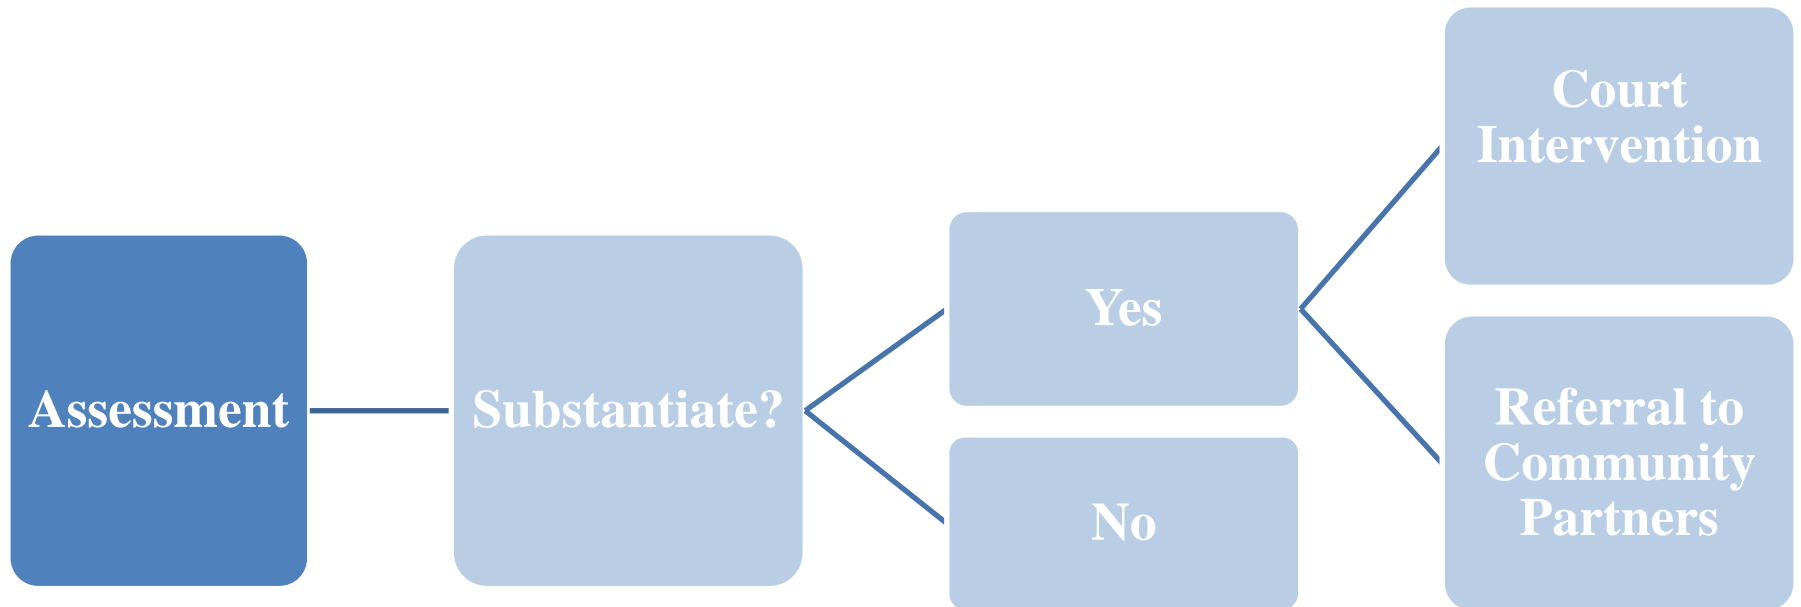 Assessment
Substantiate?
Yes
No
Court
Intervention
Referral to
Community
Partners